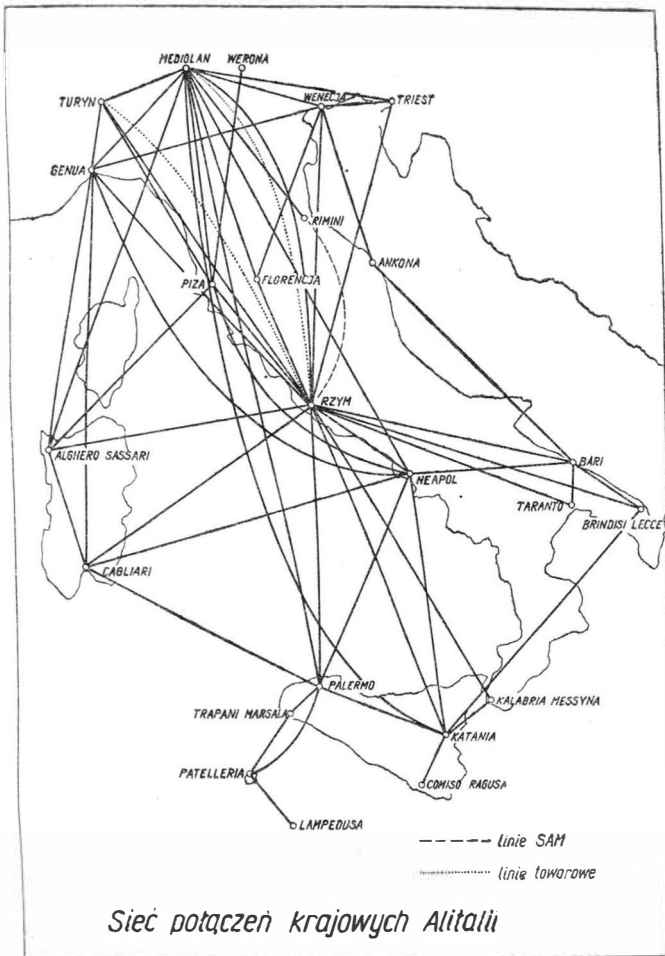 MEDIOLAN
WERONA
TURYN
WENECJA
TRIEST
GENUA
RIMINI
ANKONA
PIZA
FLORENCJA
RZYM
ALGHERO SASSARI
NEAPOL
BARI
TARANTO
BRINDISI LECCE
CAGLIARI
PALERMO
KALABRIA MESSYNA
TRAPANI MARSALA
KATANIA
PATELLERIA
COMISO RAGUSA
LAMPEDUSA
linie SAM
linie towarowe
Sieć połączeń krajowych Alitalii